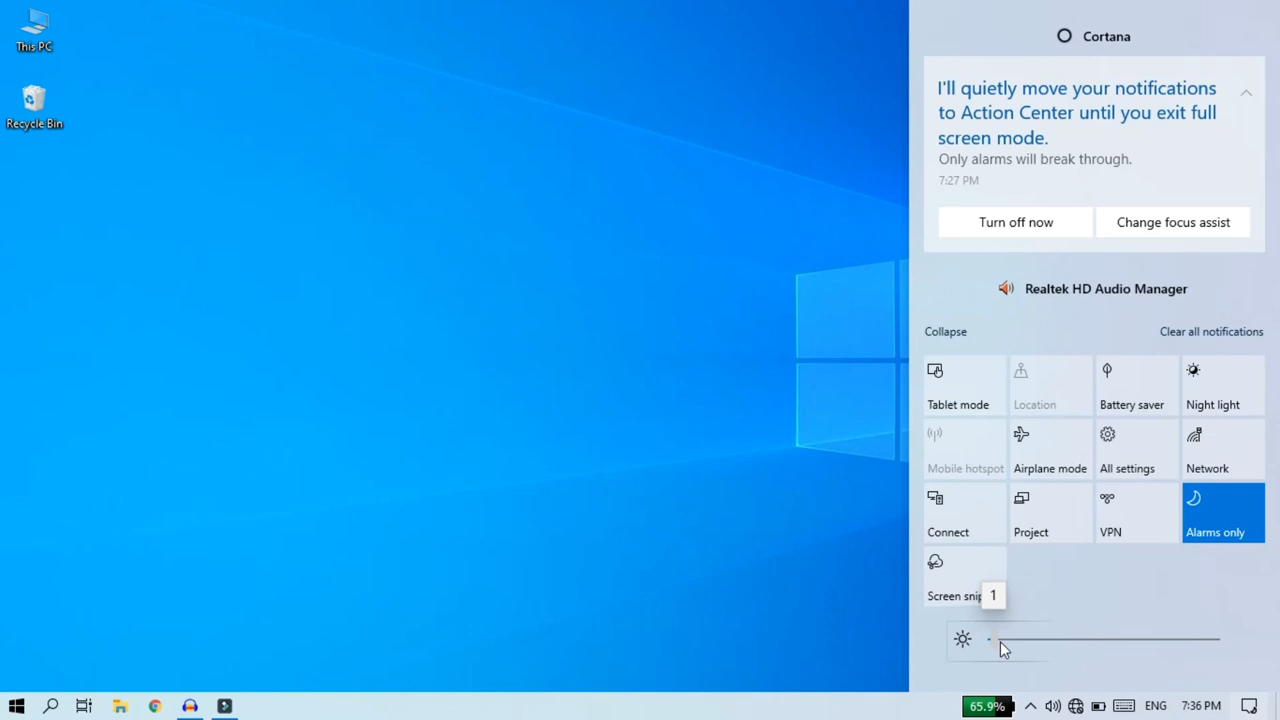 This PC
Recycle Bin
Cortana
I'll quietly move your notifications
to Action Center until you exit full
screen mode.
Only alarms will break through.
7:27 PM
Turn off now
Change focus assist
Realtek HD Audio Manager
Collapse
Clear all notifications
Tablet mode
Location
Battery saver
Night light
Mobile hotspot
Airplane mode
All settings
Network
Connect
Project
VPN
Alarms only
Screen snip
1
65.9%
ENG
7:36 PM